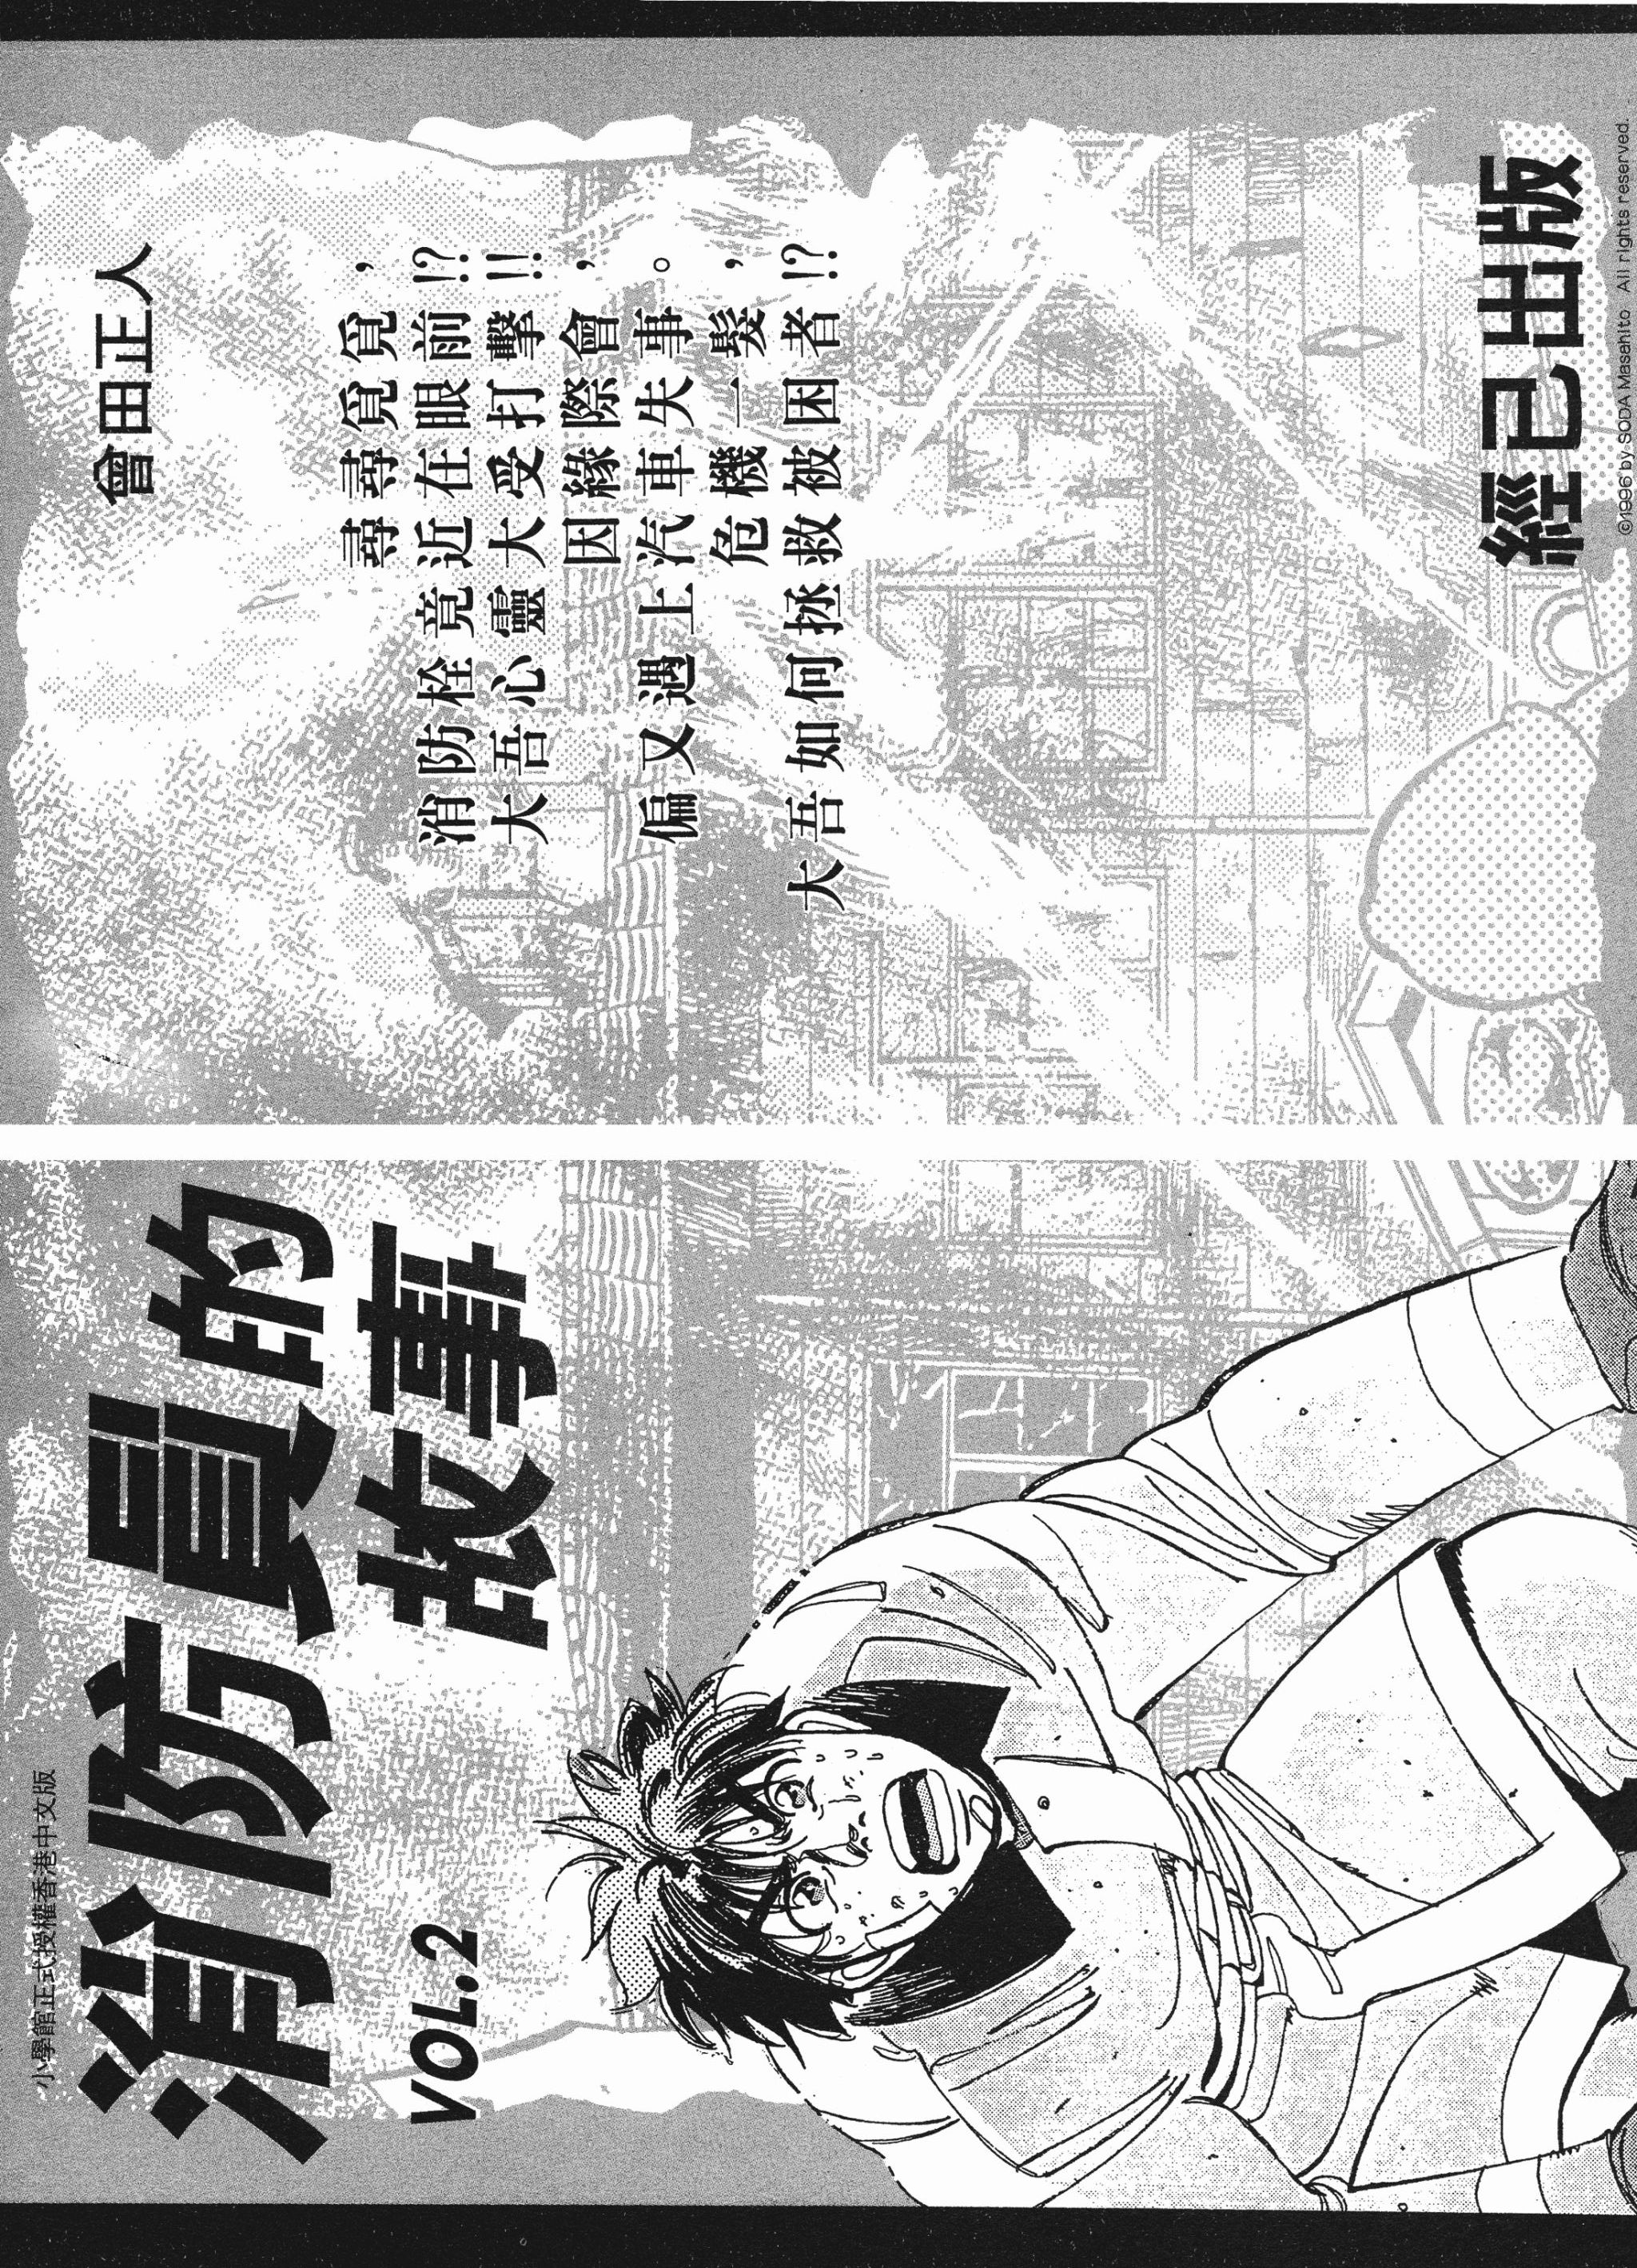 小學館正式授權香港中文版
消防員的
故事
VOL.2
曾田正人
尋尋覓覓，
消防栓竟近在眼前!?
大吾心靈大受打擊!!
因緣際會，
偏又遇上汽車失事。
危機一髮，
大吾如何拯救被困者!?
經已出版
©1996 by SODA Masahito All rights reserved.